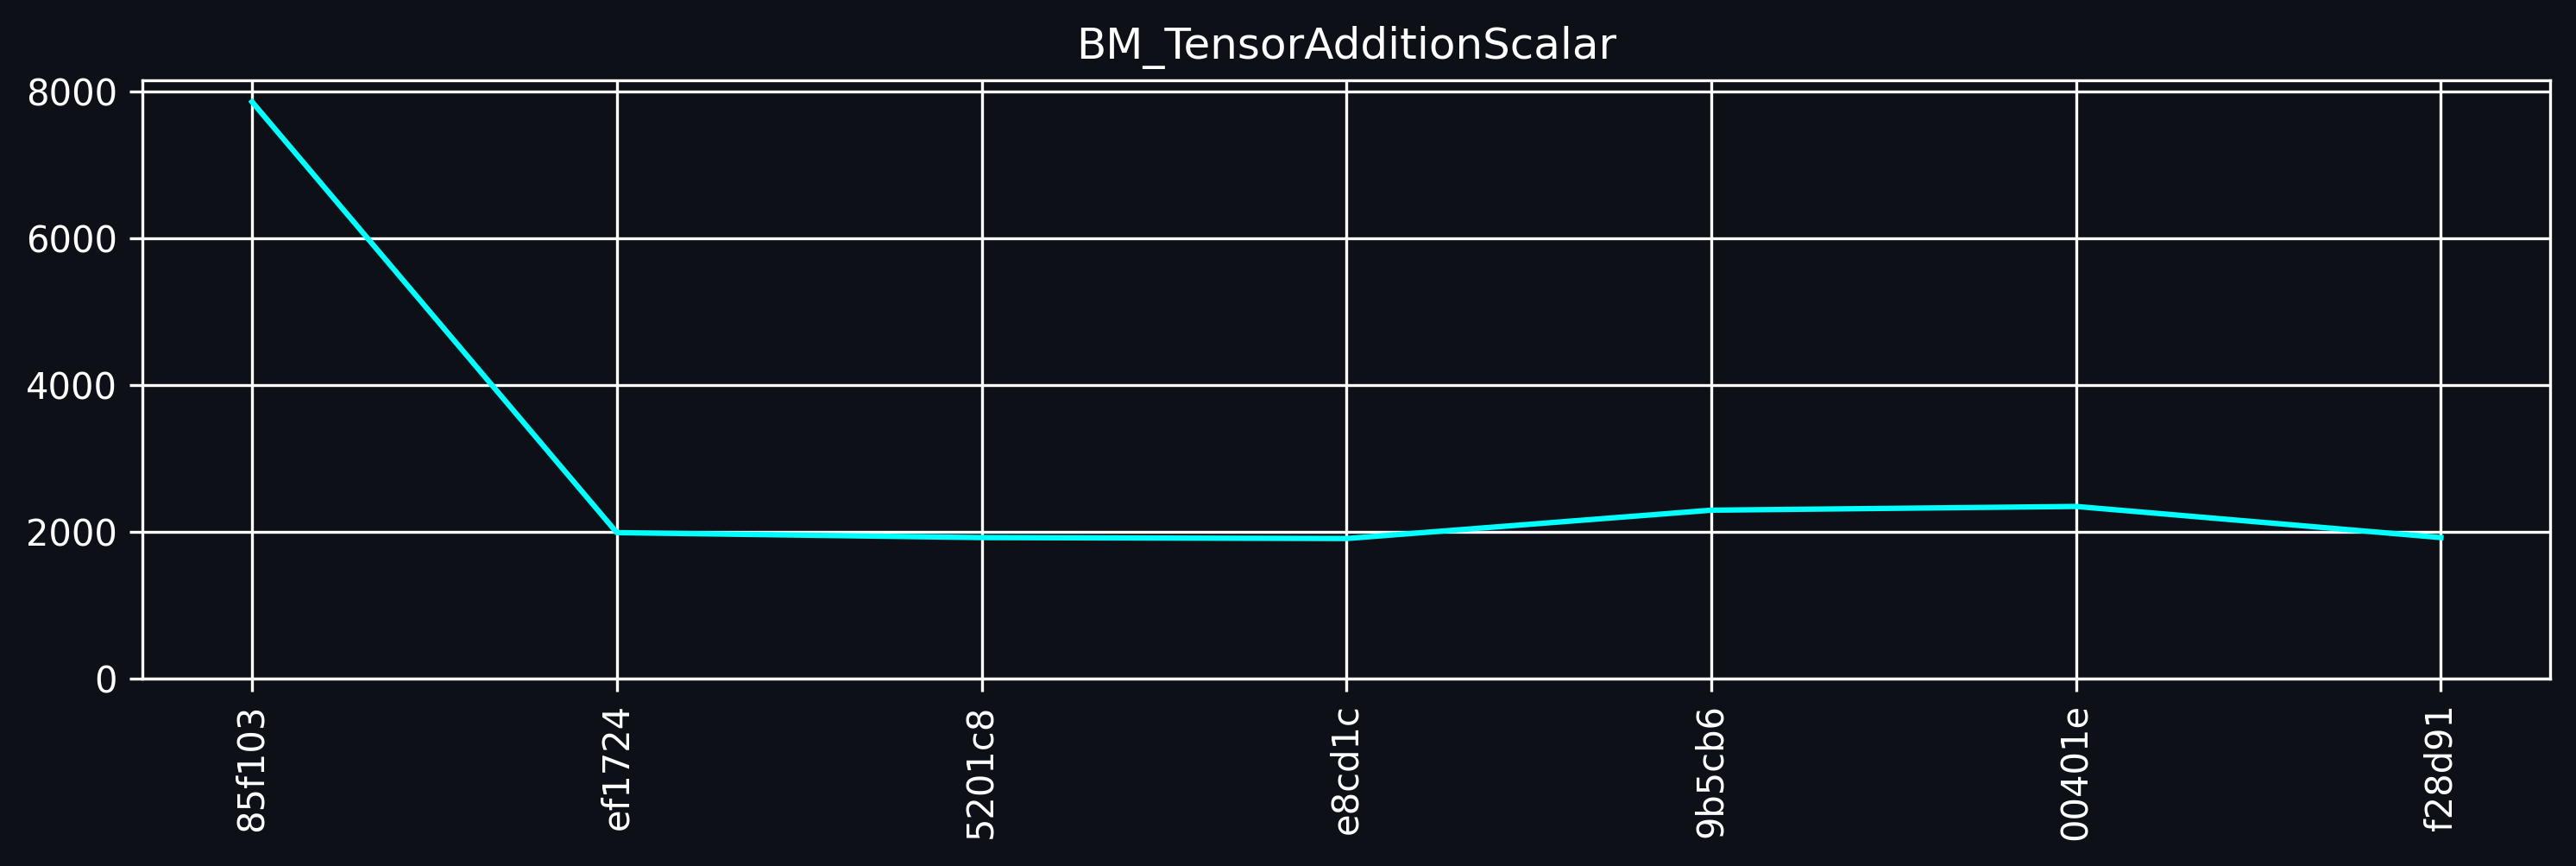 BM_TensorAdditionScalar
8000
6000
4000
2000
0
85f103
ef1724
5201c8
e8cd1c
9b5cb6
00401e
f28d91